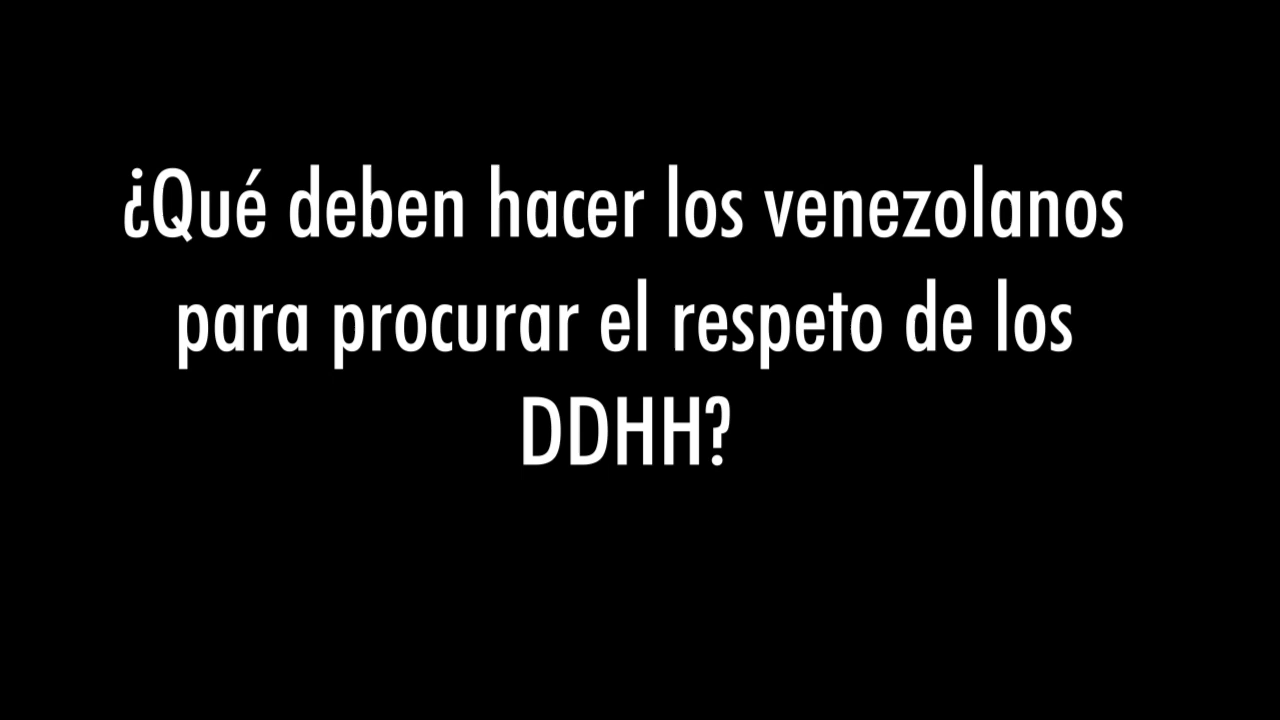 ¿Qué deben hacer los venezolanos
para procurar el respeto de los
DDHH?